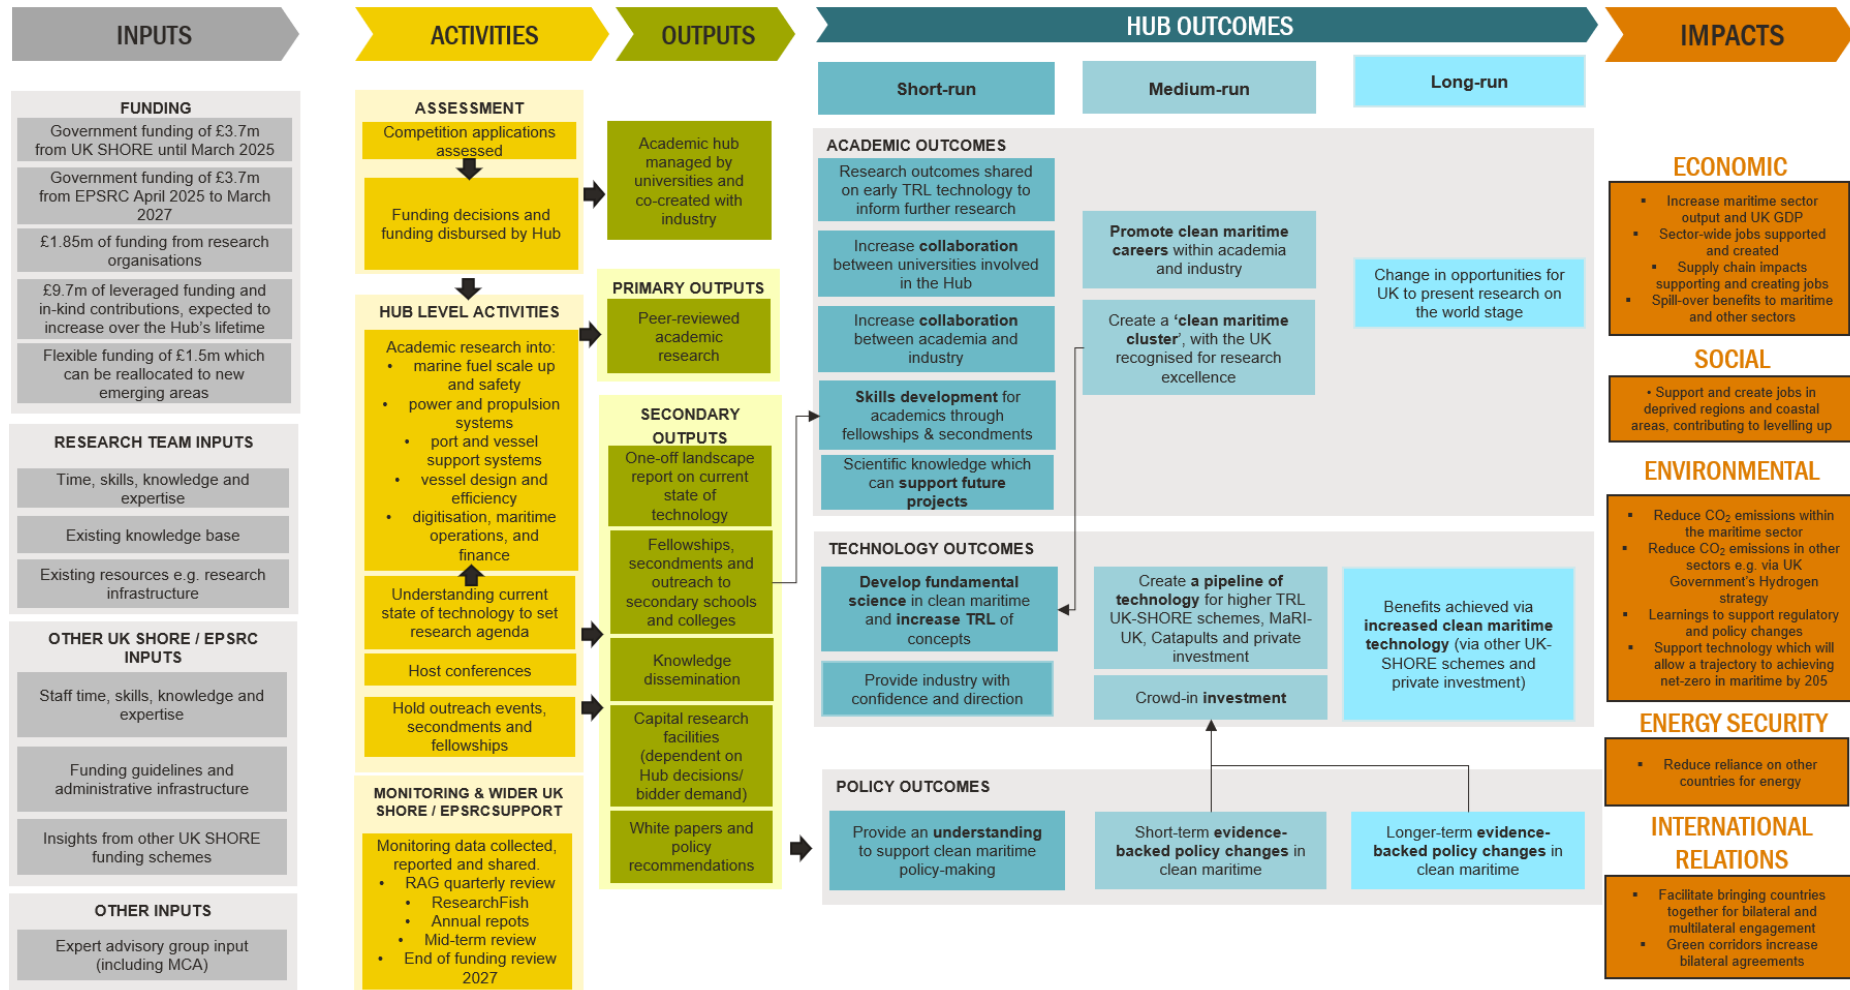 INPUTS
FUNDING
Government funding of £3.7m
from UK SHORE until March 2025
Government funding of £3.7m
from EPSRC April 2025 to March
2027
£1.85m of funding from research
organisations
£9.7m of leveraged funding and
in-kind contributions, expected to
increase over the Hub's lifetime
Flexible funding of £1.5m which
can be reallocated to new
emerging areas
RESEARCH TEAM INPUTS
Time, skills, knowledge and
expertise
Existing knowledge base
Existing resources e.g. research
infrastructure
OTHER UK SHORE / EPSRC
INPUTS
Staff time, skills, knowledge and
expertise
Funding guidelines and
administrative infrastructure
Insights from other UK SHORE
funding schemes
OTHER INPUTS
Expert advisory group input
(including MCA)
ACTIVITIES
ASSESSMENT
Competition applications
assessed
Funding decisions and
funding disbursed by Hub
HUB LEVEL ACTIVITIES
Academic research into:
• marine fuel scale up
and safety
• power and propulsion
systems
• port and vessel
support systems
• vessel design and
efficiency
• digitisation, maritime
operations, and
finance
Understanding current
state of technology to set
research agenda
Host conferences
Hold outreach events,
secondments and
fellowships
MONITORING & WIDER UK
SHORE / EPSRCSUPPORT
Monitoring data collected,
reported and shared.
• RAG quarterly review
• ResearchFish
• Annual repots
• Mid-term review
• End of funding review
2027
OUTPUTS
Academic hub
managed by
universities and
co-created with
industry
PRIMARY OUTPUTS
Peer-reviewed
academic
research
SECONDARY
OUTPUTS
One-off landscape
report on current
state of
technology
Fellowships,
secondments and
outreach to
secondary schools
and colleges
Knowledge
dissemination
Capital research
facilities
(dependent on
Hub decisions/
bidder demand)
White papers and
policy
recommendations
HUB OUTCOMES
Short-run
Medium-run
Long-run
ACADEMIC OUTCOMES
Research outcomes shared
on early TRL technology to
inform further research
Increase collaboration
between universities involved
in the Hub
Increase collaboration
between academia and
industry
Skills development for
academics through
fellowships & secondments
Scientific knowledge which
can support future
projects
Promote clean maritime
careers within academia
and industry
Create a 'clean maritime
cluster', with the UK
recognised for research
excellence
Change in opportunities for
UK to present research on
the world stage
TECHNOLOGY OUTCOMES
Develop fundamental
science in clean maritime
and increase TRL of
concepts
Provide industry with
confidence and direction
Create a pipeline of
technology for higher TRL
UK-SHORE schemes, MaRI-
UK, Catapults and private
investment
Crowd-in investment
Benefits achieved via
increased clean maritime
technology (via other UK-
SHORE schemes and
private investment)
POLICY OUTCOMES
Provide an understanding
to support clean maritime
policy-making
Short-term evidence-
backed policy changes in
clean maritime
Longer-term evidence-
backed policy changes in
clean maritime
IMPACTS
ECONOMIC
▪ Increase maritime sector
output and UK GDP
▪ Sector-wide jobs supported
and created
▪ Supply chain impacts
supporting and creating jobs
▪ Spill-over benefits to maritime
and other sectors
SOCIAL
• Support and create jobs in
deprived regions and coastal
areas, contributing to levelling up
ENVIRONMENTAL
▪ Reduce CO₂ emissions within
the maritime sector
▪ Reduce CO₂ emissions in other
sectors e.g. via UK
Government's Hydrogen
strategy
▪ Learnings to support regulatory
and policy changes
▪ Support technology which will
allow a trajectory to achieving
net-zero in maritime by 205
ENERGY SECURITY
▪ Reduce reliance on other
countries for energy
INTERNATIONAL
RELATIONS
▪ Facilitate bringing countries
together for bilateral and
multilateral engagement
▪ Green corridors increase
bilateral agreements